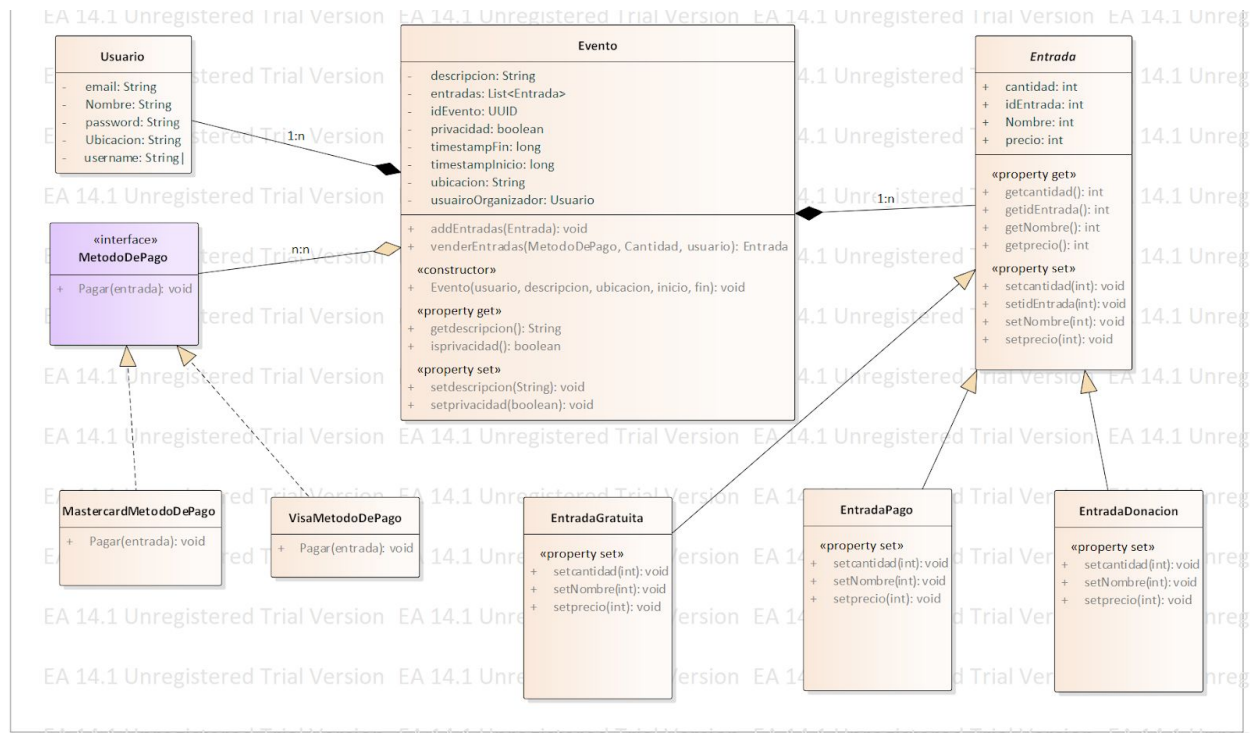 EA 14.1 Unregistered Trial Version
Usuario
- email: String
- Nombre: String
- password: String
- Ubicacion: String
- username: String|
1:n
Evento
- descripcion: String
- entradas: List<Entrada>
- idEvento: UUID
- privacidad: boolean
- timestampFin: long
- timestampInicio: long
- ubicacion: String
- usuairoOrganizador: Usuario
+ addEntradas(Entrada): void
+ venderEntradas(MetodoDePago, Cantidad, usuario): Entrada
«constructor»
+ Evento(usuario, descripcion, ubicacion, inicio, fin): void
«property get»
+ getdescripcion(): String
+ isprivacidad(): boolean
«property set»
+ setdescripcion(String): void
+ setprivacidad(boolean): void
1:n
Entrada
+ cantidad: int
+ idEntrada: int
+ Nombre: int
+ precio: int
«property get»
+ getcantidad(): int
+ getidEntrada(): int
+ getNombre(): int
+ getprecio(): int
«property set»
+ setcantidad(int): void
+ setidEntrada(int): void
+ setNombre(int): void
+ setprecio(int): void
«interface»
MetodoDePago
+ Pagar(entrada): void
n:n
MastercardMetodoDePago
+ Pagar(entrada): void
VisaMetodoDePago
+ Pagar(entrada): void
EntradaGratuita
«property set»
+ setcantidad(int): void
+ setNombre(int): void
+ setprecio(int): void
EntradaPago
«property set»
+ setcantidad(int): void
+ setNombre(int): void
+ setprecio(int): void
EntradaDonacion
«property set»
+ setcantidad(int): void
+ setNombre(int): void
+ setprecio(int): void